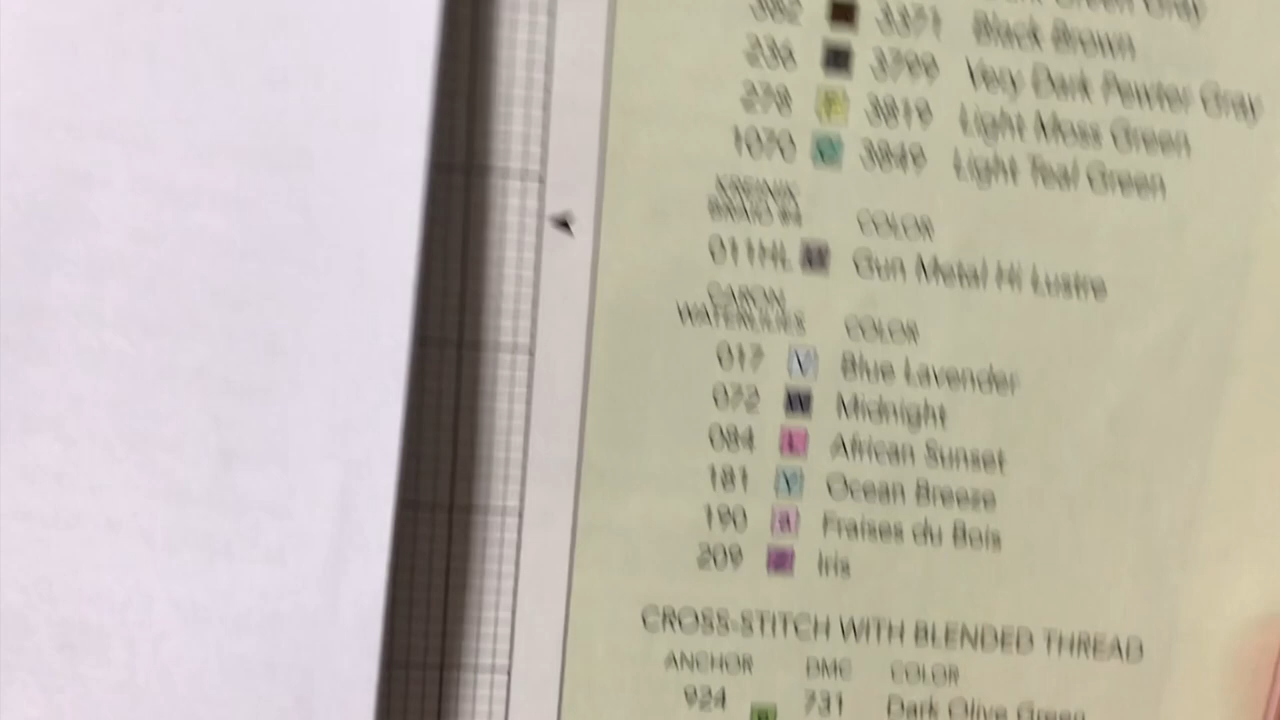 382 3371 Black Brown
236 3799 Very Dark Pewter Gray
278 3819 Light Moss Green
1070 3849 Light Teal Green
KREINIK
BRAID #4 COLOR
011HL Gun Metal Hi Lustre
CARON
WATERLILIES COLOR
017 V Blue Lavender
072 Midnight
084 L African Sunset
181 Y Ocean Breeze
190 a Fraises du Bois
209 Iris
CROSS-STITCH WITH BLENDED THREAD
ANCHOR DMC COLOR
924 731 Dark Olive Green